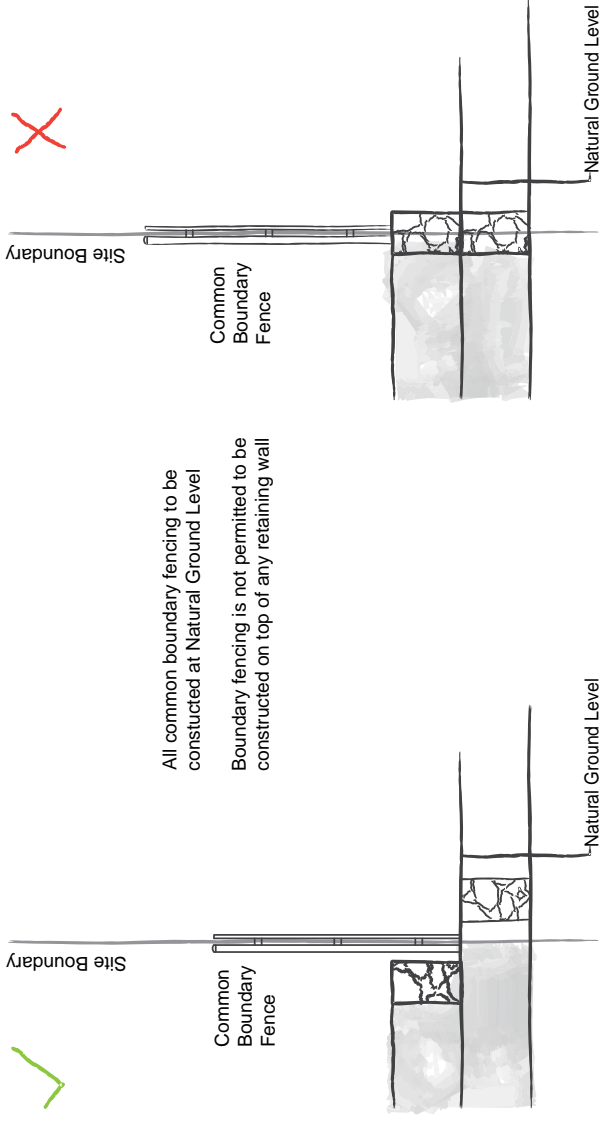 Site Boundary
Common
Boundary
Fence
Natural Ground Level
All common boundary fencing to be
constucted at Natural Ground Level
Boundary fencing is not permitted to be
constructed on top of any retaining wall
Site Boundary
Common
Boundary
Fence
Natural Ground Level